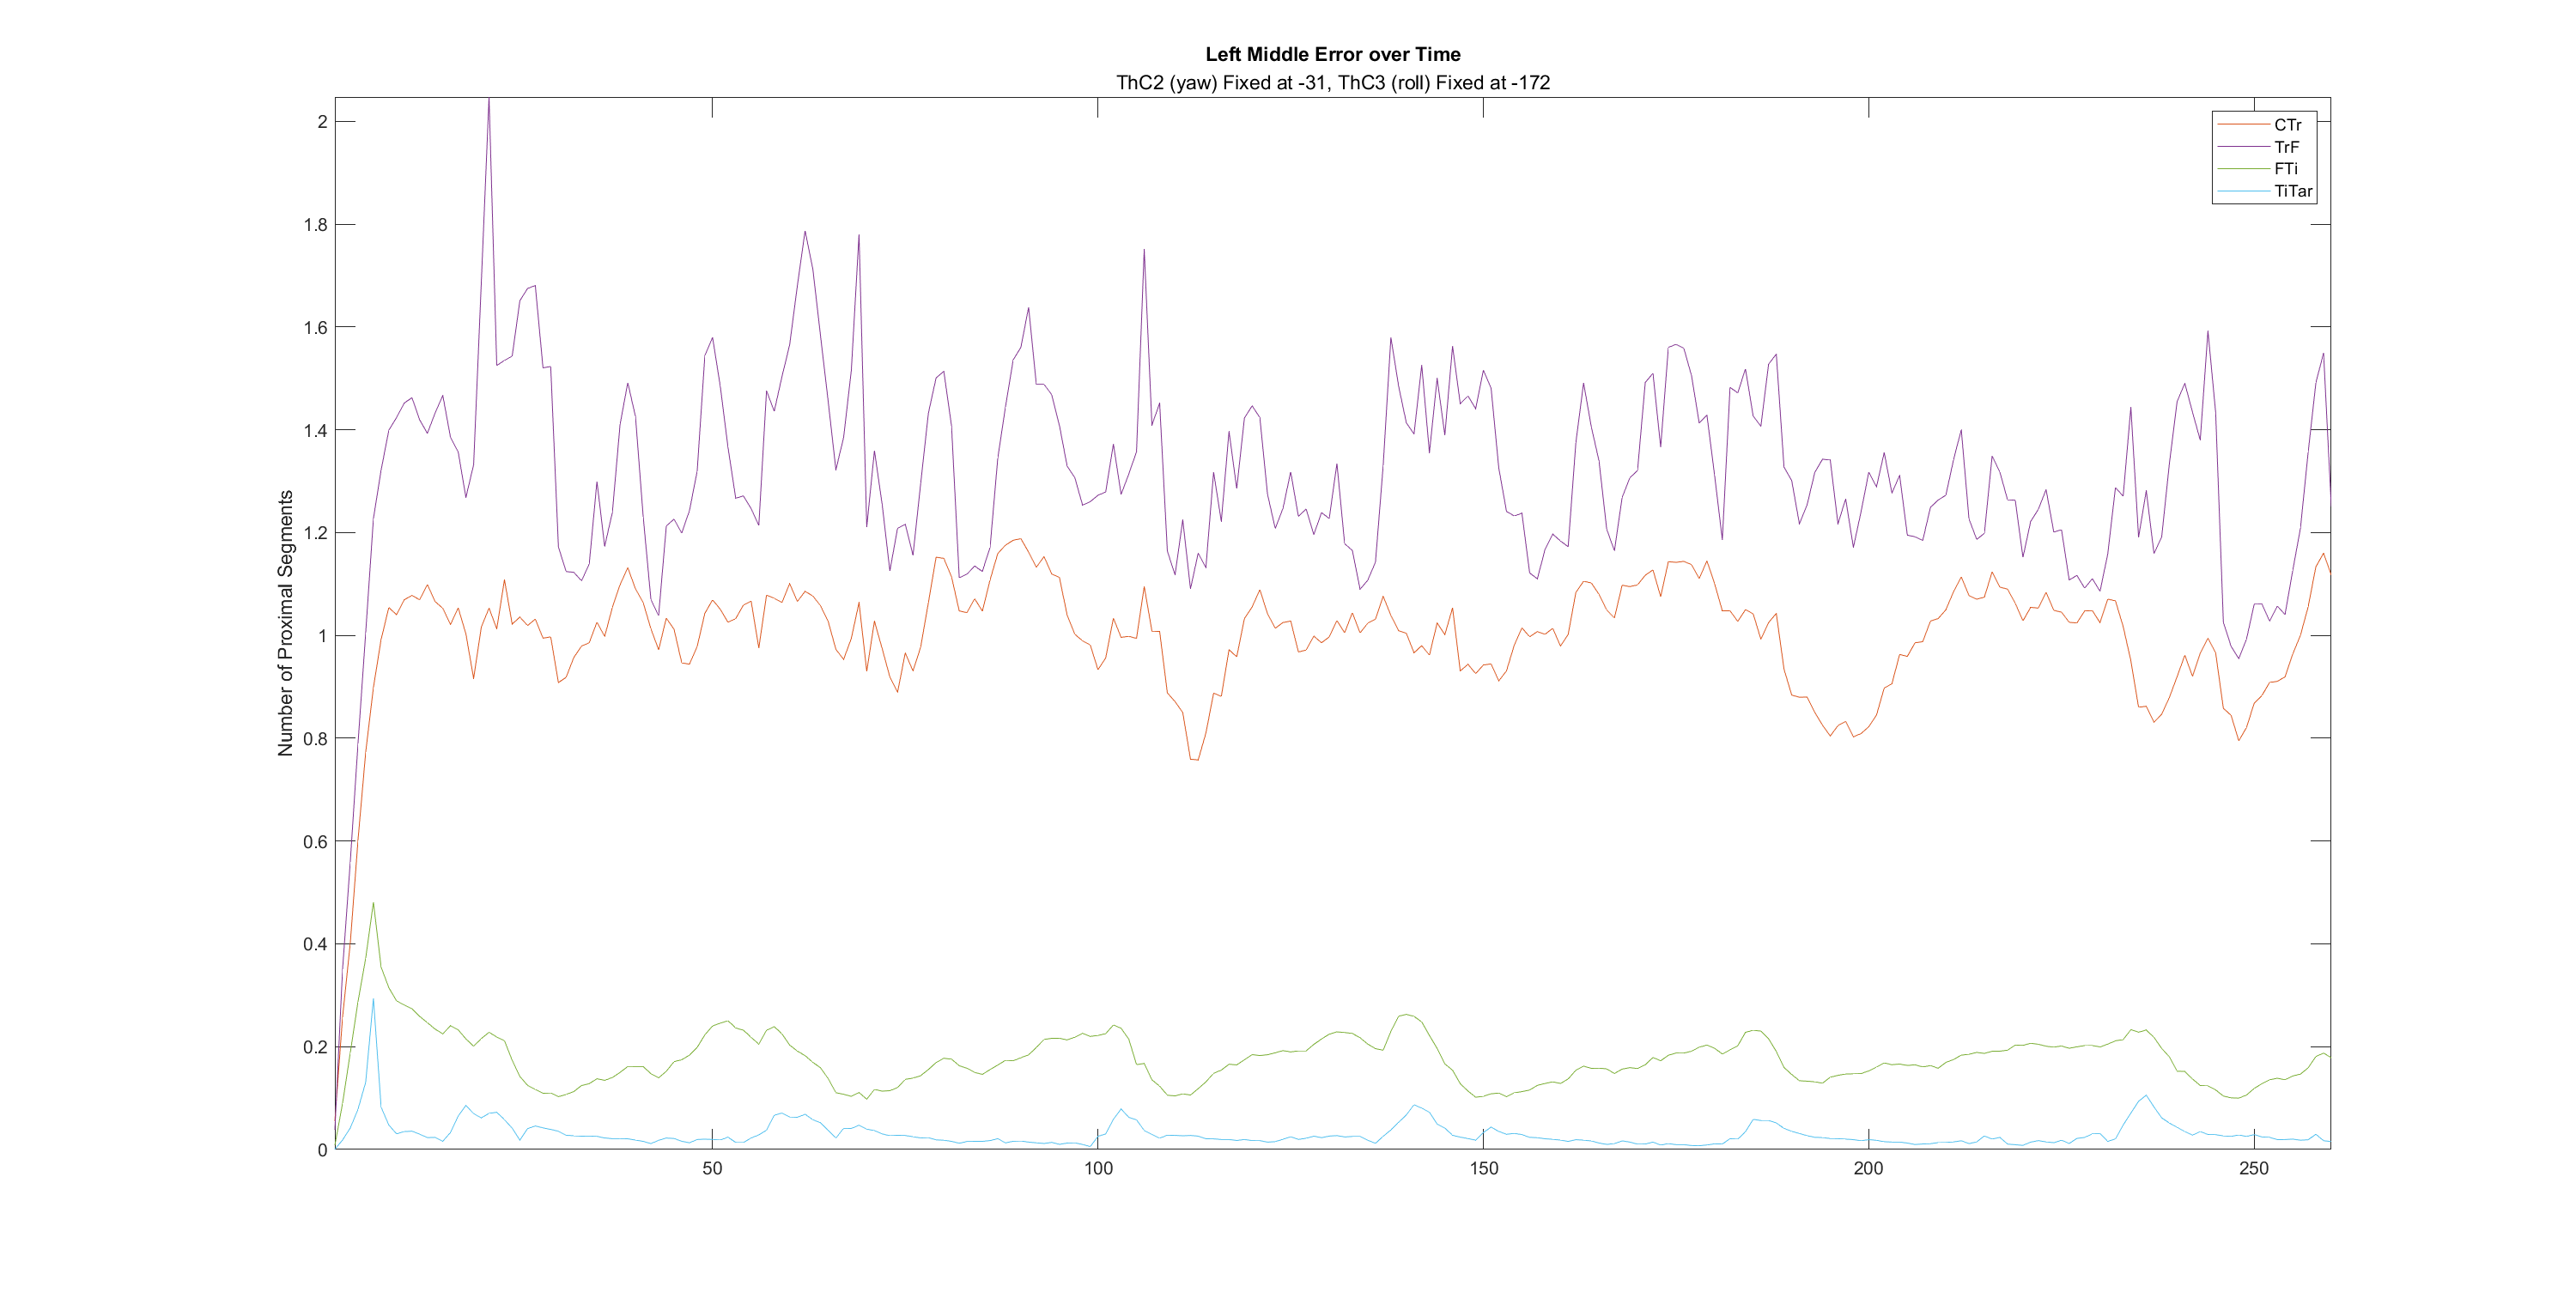 Left Middle Error over Time
ThC2 (yaw) Fixed at -31, ThC3 (roll) Fixed at -172
CTr
TrF
FTi
TiTar
Number of Proximal Segments
2
1.8
1.6
1.4
1.2
1
0.8
0.6
0.4
0.2
0
50
100
150
200
250